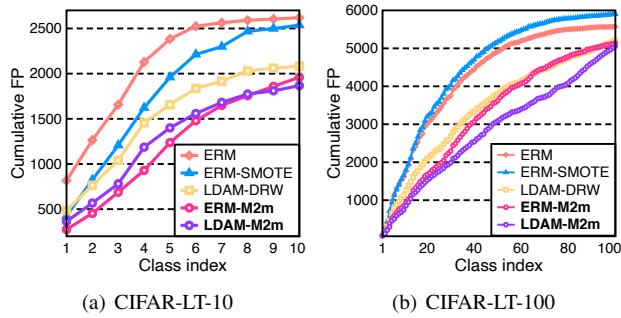 Cumulative FP
2500
2000
1500
1000
500
ERM
ERM-SMOTE
LDAM-DRW
ERM-M2m
LDAM-M2m
1 2 3 4 5 6 7 8 9 10
Class index
(a) CIFAR-LT-10
Cumulative FP
6000
5000
4000
3000
2000
1000
ERM
ERM-SMOTE
LDAM-DRW
ERM-M2m
LDAM-M2m
1 20 40 60 80 100
Class index
(b) CIFAR-LT-100